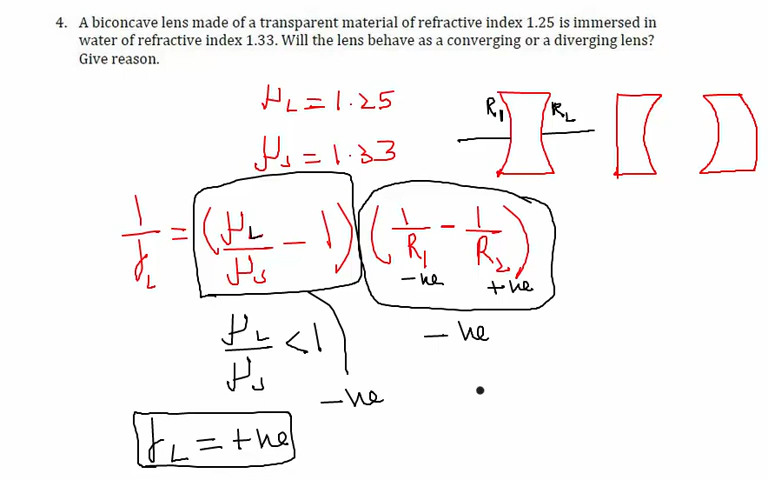 4. A biconcave lens made of a transparent material of refractive index 1.25 is immersed in
water of refractive index 1.33. Will the lens behave as a converging or a diverging lens?
Give reason.
μL = 1.25
R1 R2
μs = 1.33
1/fL = (μL/μs - 1) (1/R1 - 1/R2)
-ve +ve
μL/μs < 1
-ve
-ve
fL = +ve